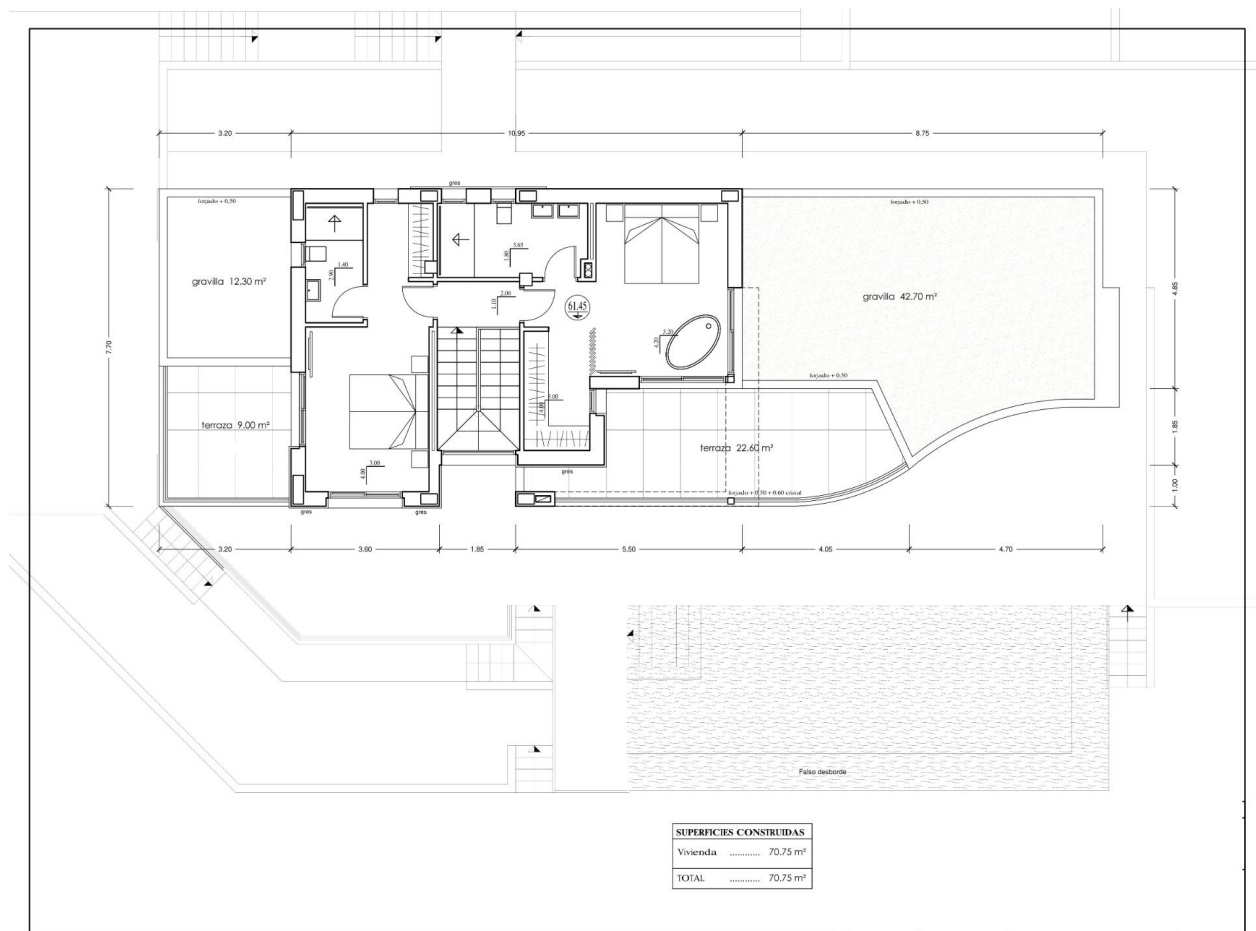 3.20
10.95
8.75
gres
forjado + 0,50
forjado + 0,50
gravilla 12.30 m²
2.90
1.40
1.80
3.65
1.10
2.00
61.45
4.20
3.20
gravilla 42.70 m²
7.70
4.85
1.85
1.00
forjado + 0,50
terraza 9.00 m²
4.00
3.00
4.00
3.00
terraza 22.60 m²
gres
forjado + 0,50 + 0,60 cristal
gres
gres
3.20
3.60
1.85
5.50
4.05
4.70
Falso desborde
SUPERFICIES CONSTRUIDAS
Vivienda ............ 70.75 m²
TOTAL ............ 70.75 m²